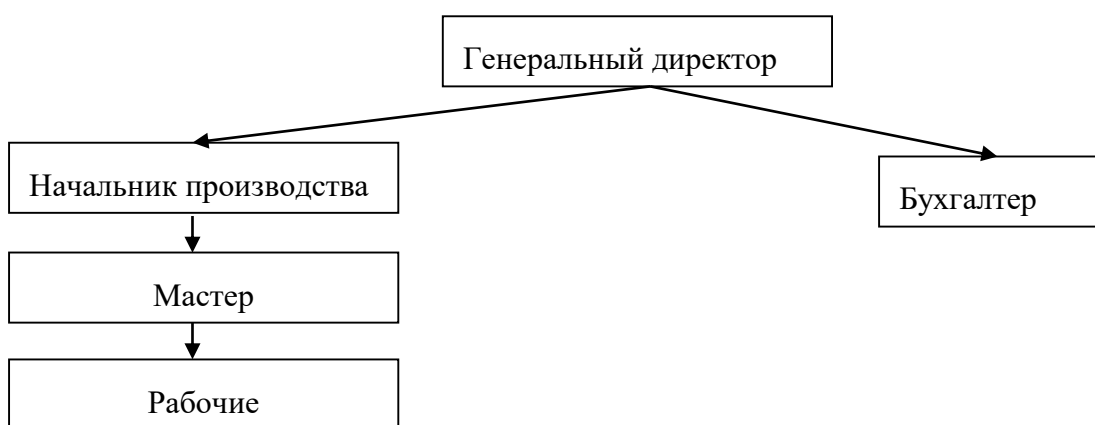 Генеральный директор
Начальник производства
Бухгалтер
Мастер
Рабочие